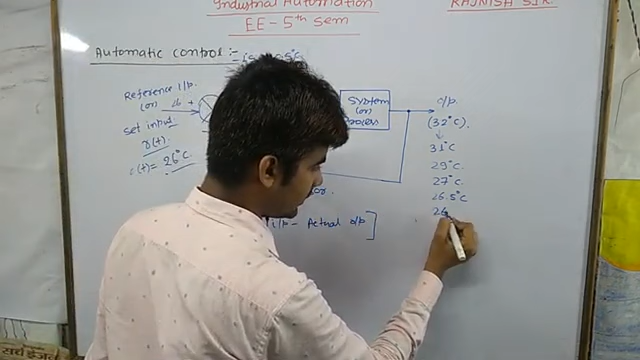 Industrial Automation
RAJNISH SIR.
EE - 5th Sem
Automatic control :-
Reference I/p.
(or)
set input
r(t).
r(t) = 26°C.
+
System
(or)
Process
o/p.
(32°C).
31°C
29°C.
27°C.
26.5°C
26
i/p - Actual o/p]